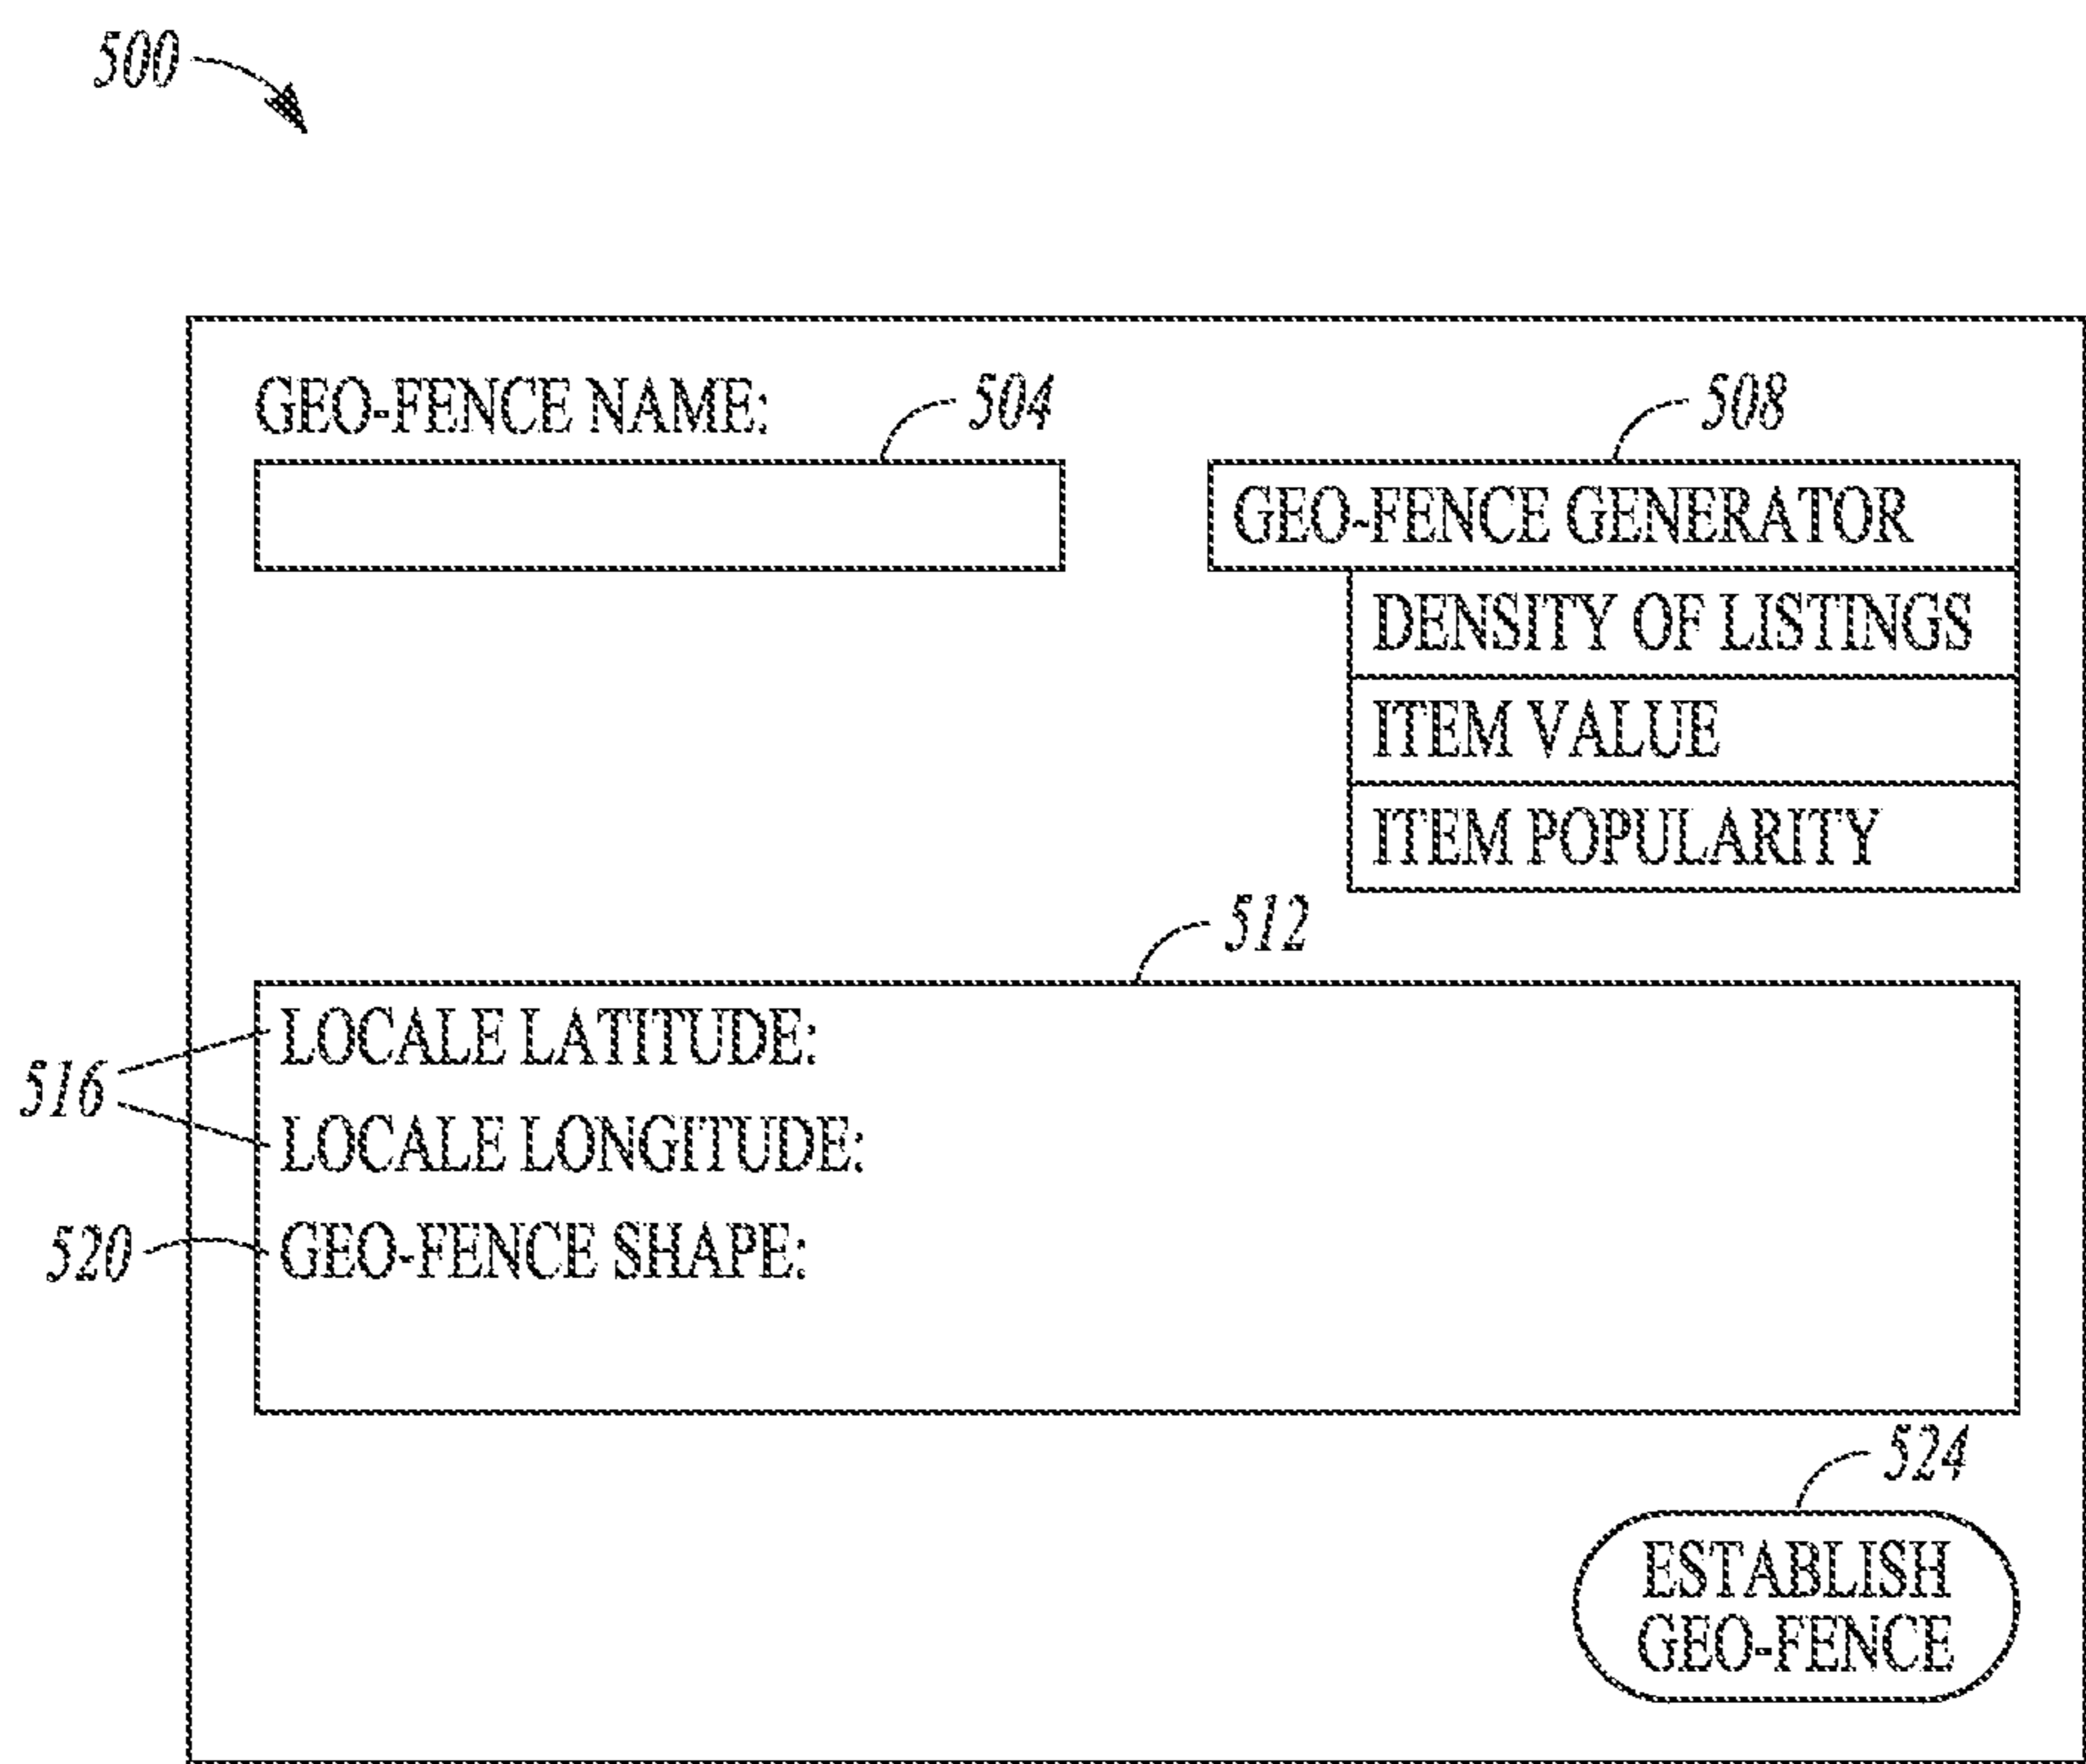 500
GEO-FENCE NAME:
504
508
GEO-FENCE GENERATOR
DENSITY OF LISTINGS
ITEM VALUE
ITEM POPULARITY
512
LOCALE LATITUDE:
516
LOCALE LONGITUDE:
520
GEO-FENCE SHAPE:
524
ESTABLISH
GEO-FENCE